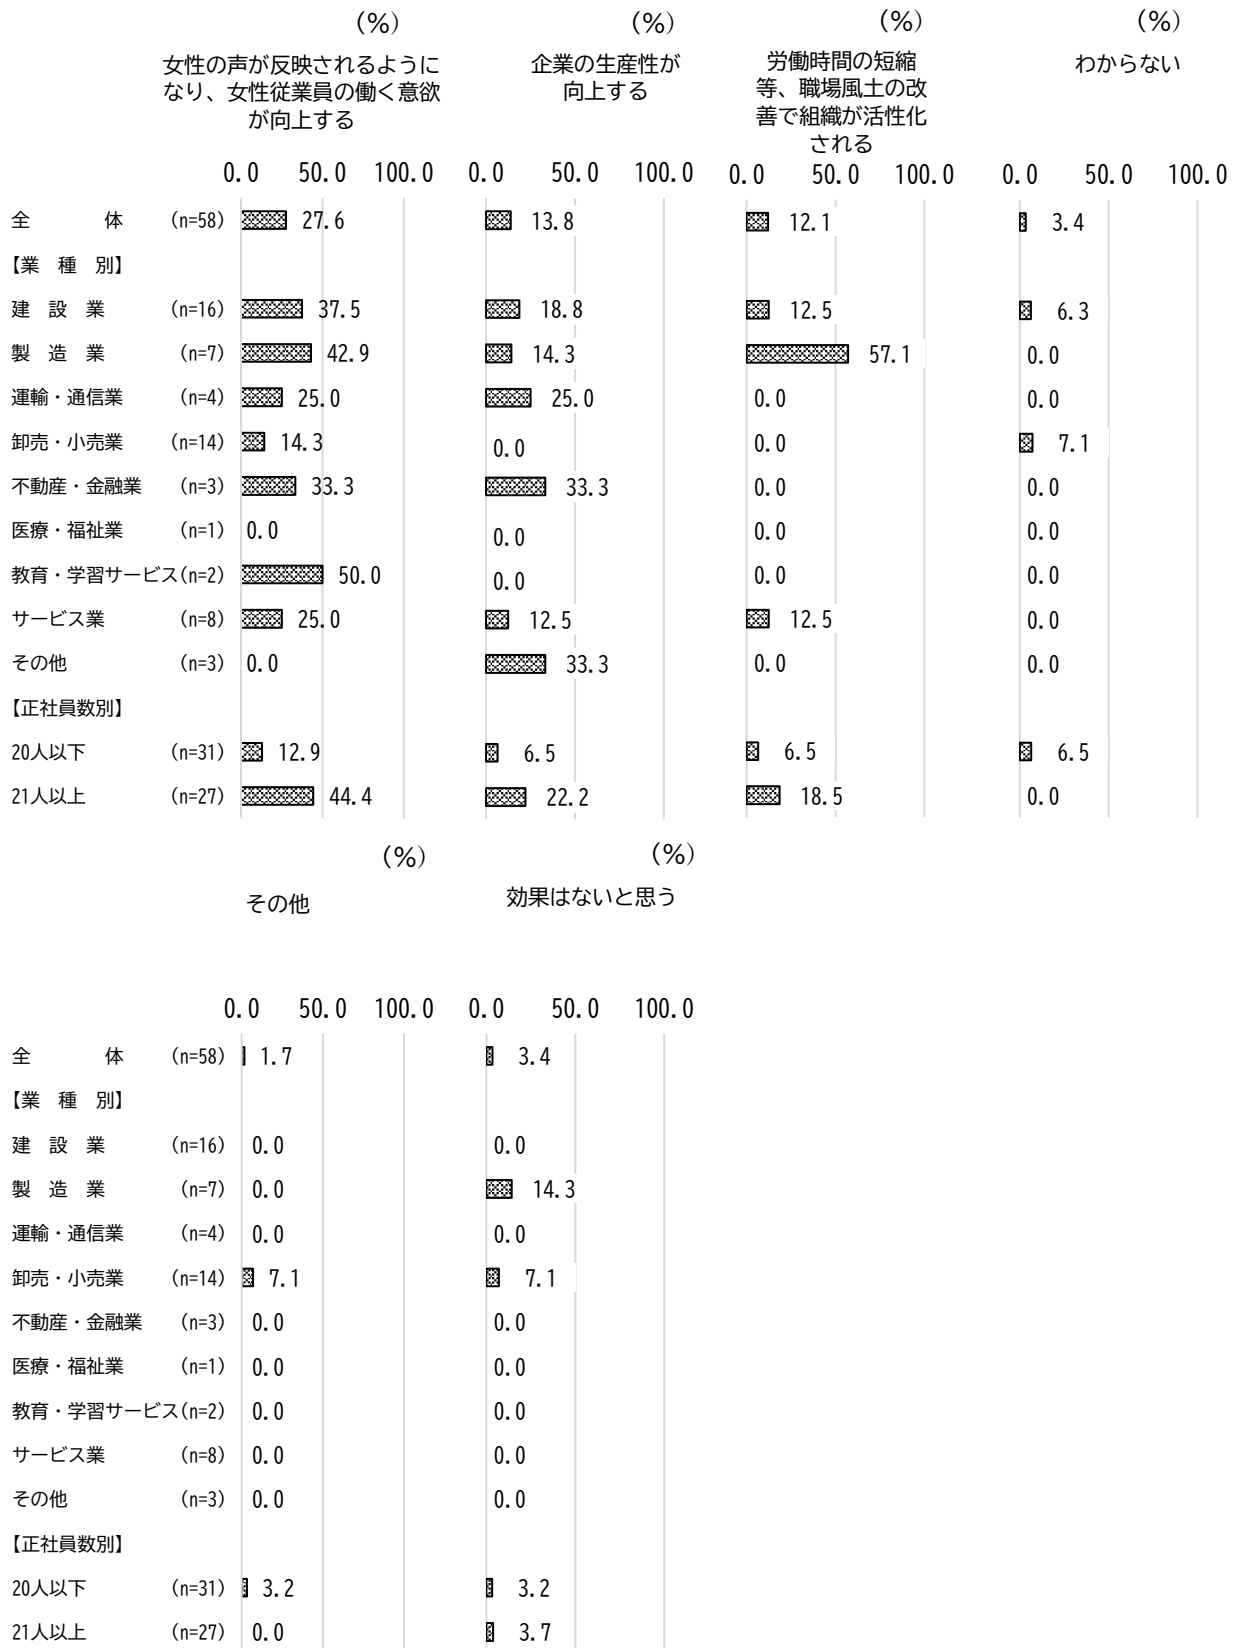 (%) (%) (%) (%)
女性の声が反映されるように
なり、女性従業員の働く意欲
が向上する
企業の生産性が
向上する
労働時間の短縮
等、職場風土の改
善で組織が活性化
される
わからない
0.0 50.0 100.0 0.0 50.0 100.0 0.0 50.0 100.0 0.0 50.0 100.0
全 体 (n=58) 27.6 13.8 12.1 3.4
【業 種 別】
建 設 業 (n=16) 37.5 18.8 12.5 6.3
製 造 業 (n=7) 42.9 14.3 57.1 0.0
運輸・通信業 (n=4) 25.0 25.0 0.0 0.0
卸売・小売業 (n=14) 14.3 0.0 0.0 7.1
不動産・金融業 (n=3) 33.3 33.3 0.0 0.0
医療・福祉業 (n=1) 0.0 0.0 0.0 0.0
教育・学習サービス(n=2) 50.0 0.0 0.0 0.0
サービス業 (n=8) 25.0 12.5 12.5 0.0
その他 (n=3) 0.0 33.3 0.0 0.0
【正社員数別】
20人以下 (n=31) 12.9 6.5 6.5 6.5
21人以上 (n=27) 44.4 22.2 18.5 0.0
(%) (%)
その他 効果はないと思う
0.0 50.0 100.0 0.0 50.0 100.0
全 体 (n=58) 1.7 3.4
【業 種 別】
建 設 業 (n=16) 0.0 0.0
製 造 業 (n=7) 0.0 14.3
運輸・通信業 (n=4) 0.0 0.0
卸売・小売業 (n=14) 7.1 7.1
不動産・金融業 (n=3) 0.0 0.0
医療・福祉業 (n=1) 0.0 0.0
教育・学習サービス(n=2) 0.0 0.0
サービス業 (n=8) 0.0 0.0
その他 (n=3) 0.0 0.0
【正社員数別】
20人以下 (n=31) 3.2 3.2
21人以上 (n=27) 0.0 3.7